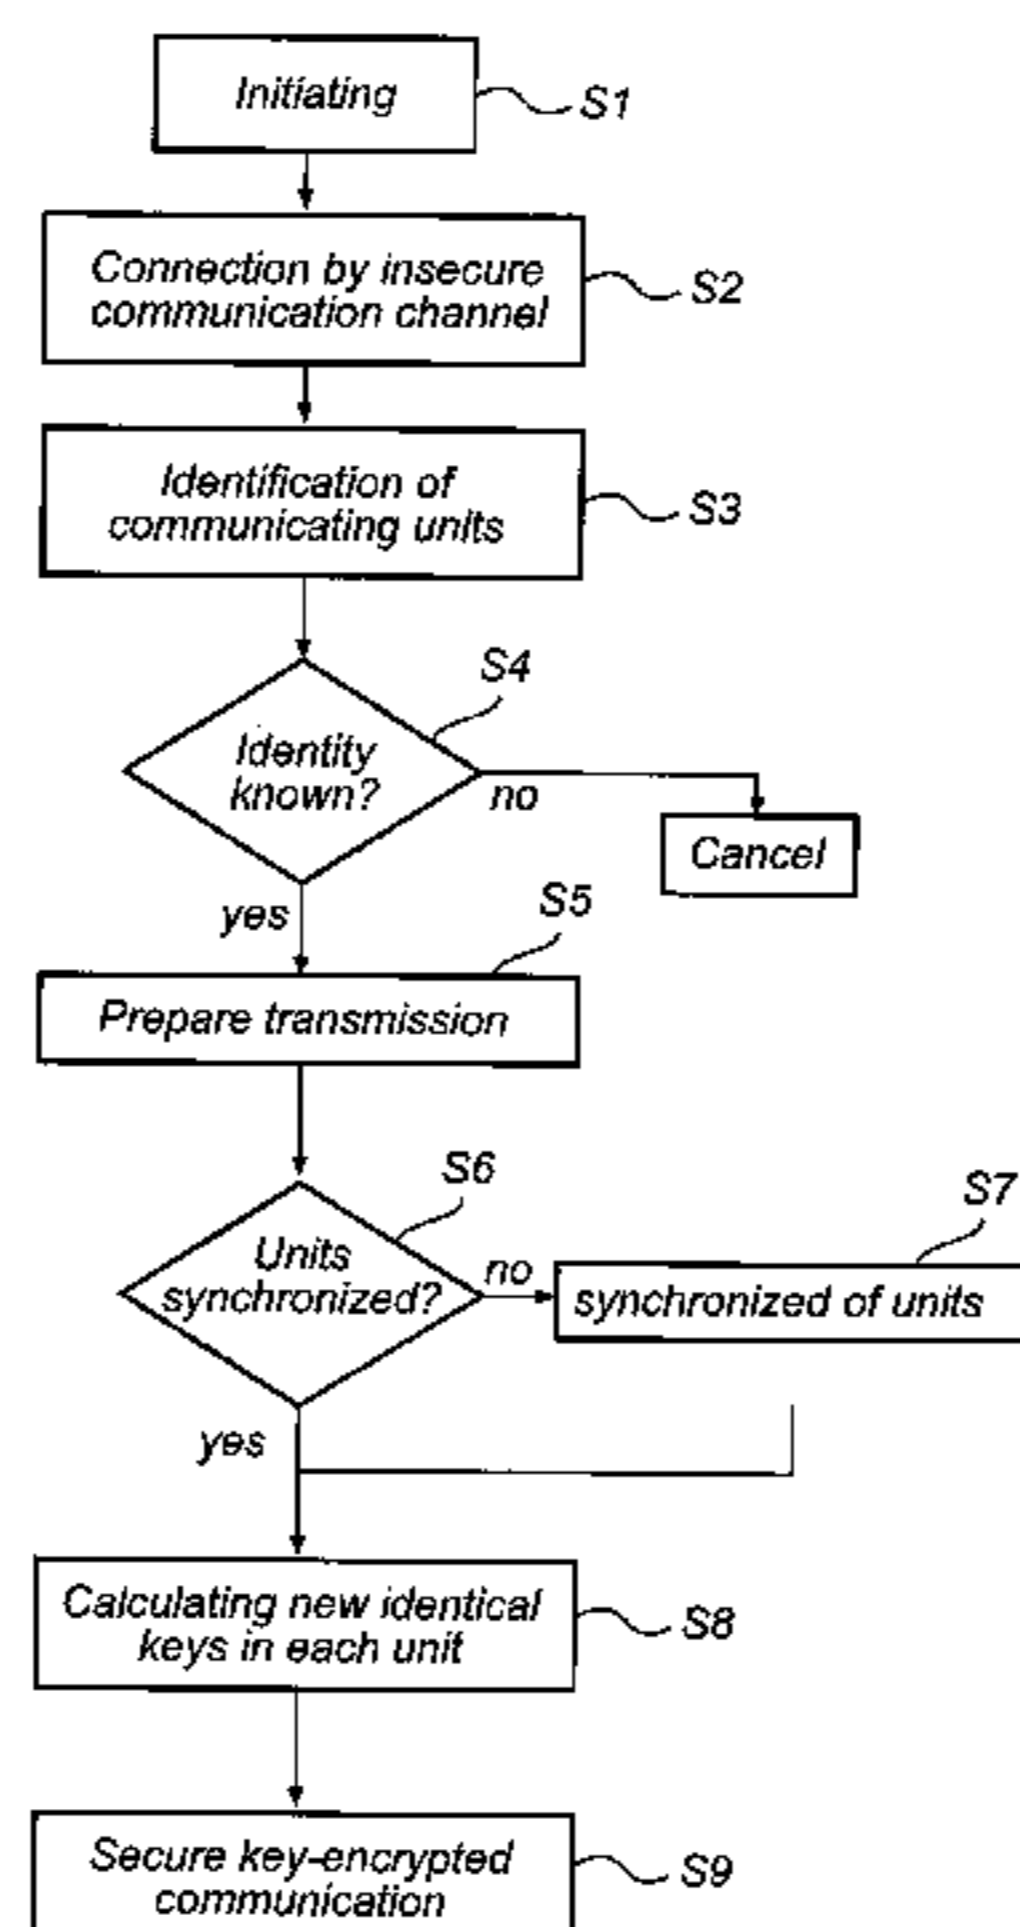 Initiating
S1
Connection by insecure
communication channel
S2
Identification of
communicating units
S3
S4
Identity
known?
no
Cancel
yes
S5
Prepare transmission
S6
S7
Units
synchronized?
no
synchronized of units
yes
Calculating new identical
keys in each unit
S8
Secure key-encrypted
communication
S9